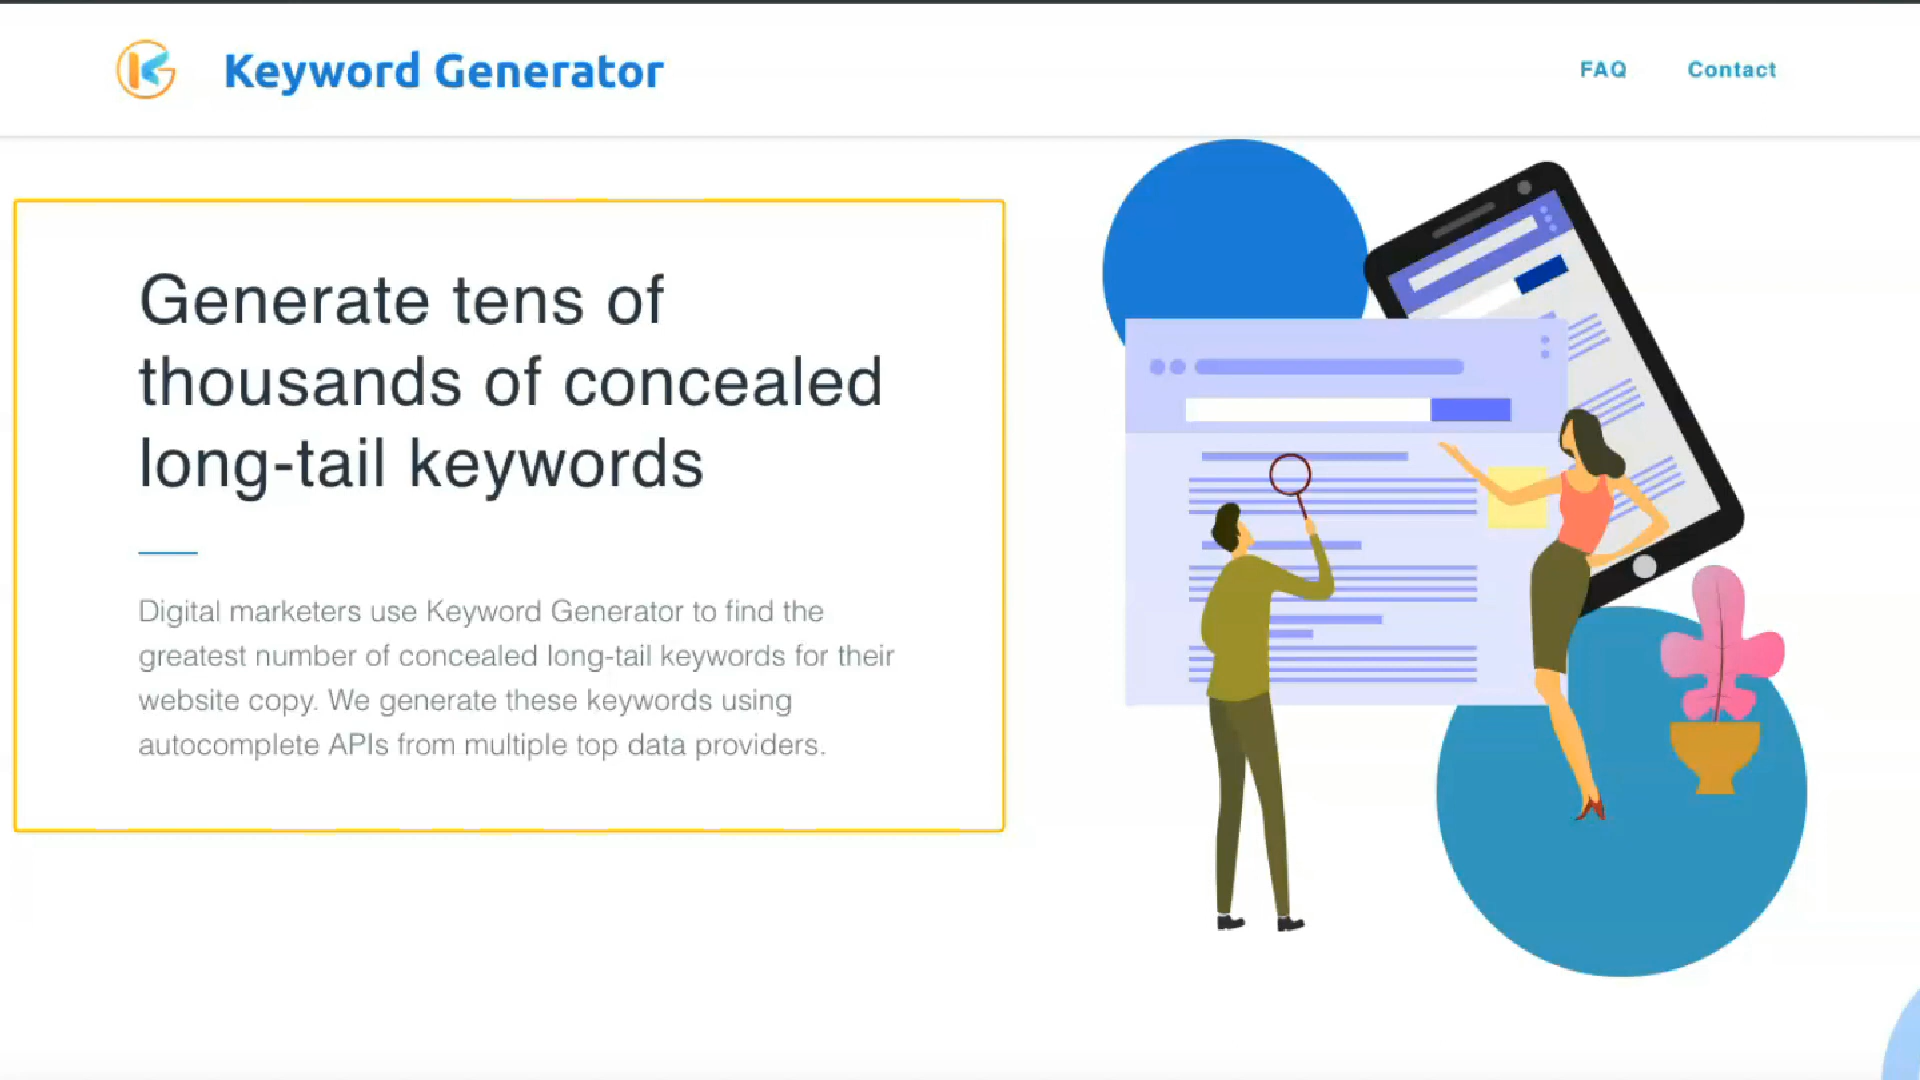 Keyword Generator
FAQ
Contact
Generate tens of
thousands of concealed
long-tail keywords
Digital marketers use Keyword Generator to find the
greatest number of concealed long-tail keywords for their
website copy. We generate these keywords using
autocomplete APIs from multiple top data providers.